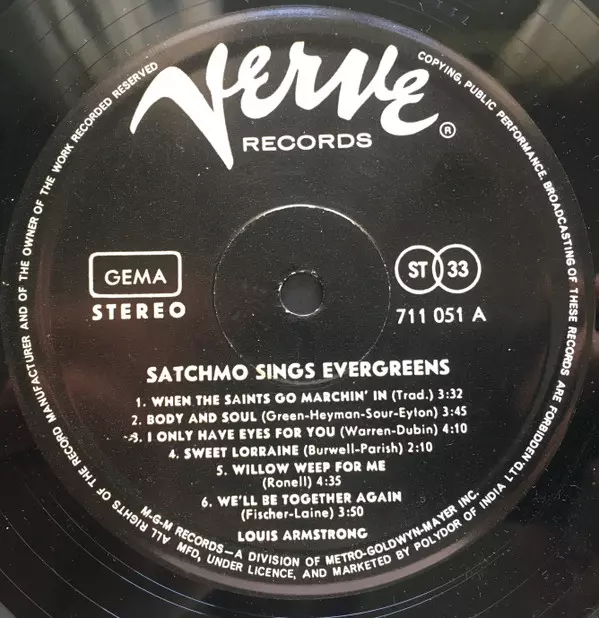 Verve
RECORDS
®
GEMA
STEREO
ST 33
711 051 A
SATCHMO SINGS EVERGREENS
1. WHEN THE SAINTS GO MARCHIN' IN (Trad.) 3:32
2. BODY AND SOUL (Green-Heyman-Sour-Eyton) 3:45
3. I ONLY HAVE EYES FOR YOU (Warren-Dubin) 4:10
4. SWEET LORRAINE (Burwell-Parish) 2:10
5. WILLOW WEEP FOR ME
(Ronell) 4:35
6. WE'LL BE TOGETHER AGAIN
(Fischer-Laine) 3:50
LOUIS ARMSTRONG
M-G-M RECORDS—A DIVISION OF METRO-GOLDWYN-MAYER INC.
ALL RIGHTS OF THE RECORD MANUFACTURER AND OF THE OWNER OF THE WORK RECORDED RESERVED
COPYING, PUBLIC PERFORMANCE, BROADCASTING OF THESE RECORDS ARE FORBIDDEN.
MFD, UNDER LICENCE, AND MARKETED BY POLYDOR OF INDIA LTD.